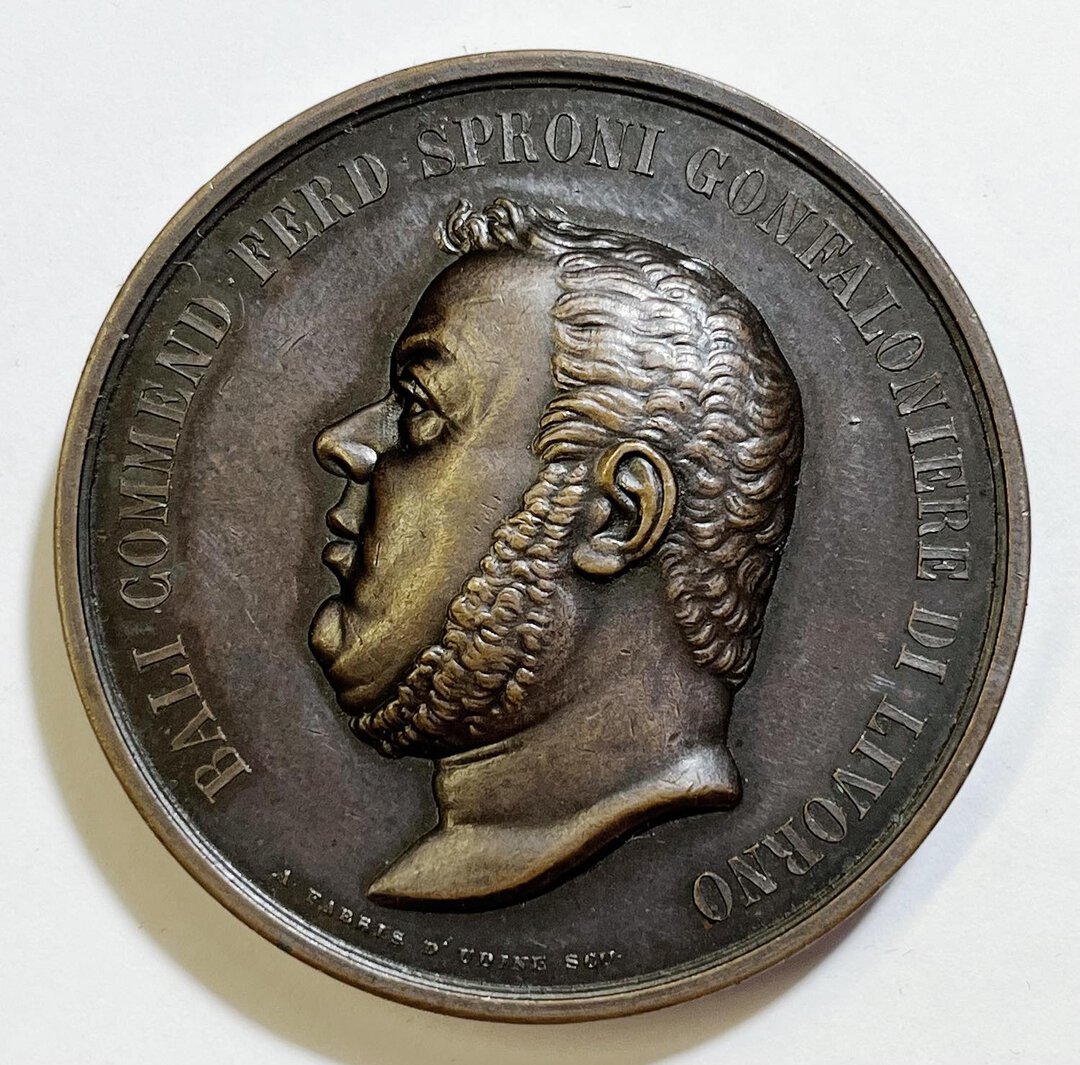 BALI COMMEND · FERD · SPRONI GONFALONIERE DI LIVORNO
A. FABRIS D' UDINE SCU.